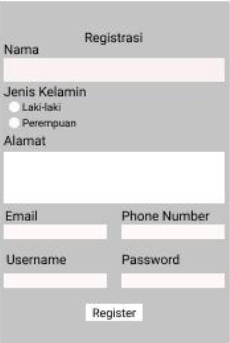 Registrasi
Nama
Jenis Kelamin
Laki-laki
Perempuan
Alamat
Email Phone Number
Username Password
Register